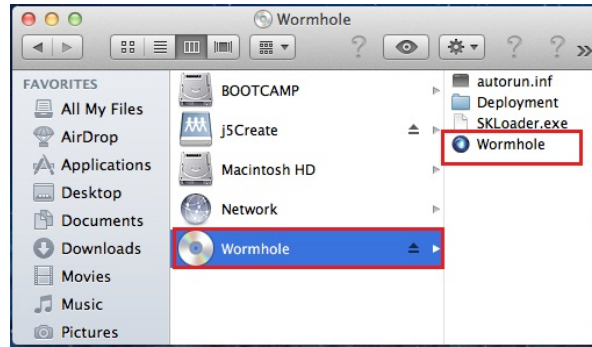 Wormhole
FAVORITES
All My Files
AirDrop
Applications
Desktop
Documents
Downloads
Movies
Music
Pictures
BOOTCAMP
j5Create
Macintosh HD
Network
Wormhole
autorun.inf
Deployment
SKLoader.exe
Wormhole